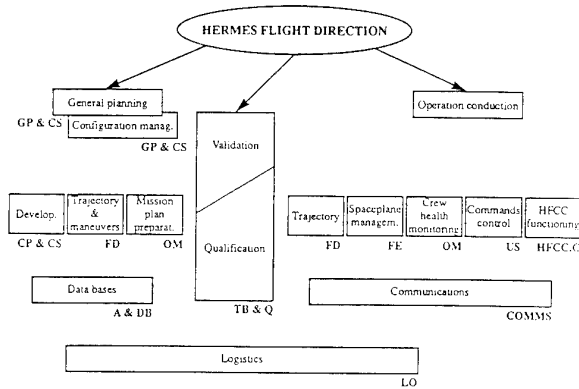 HERMES FLIGHT DIRECTION
General planning
GP & CS
Configuration manag.
GP & CS
Operation conduction
Validation
Qualification
TB & Q
Develop.
CP & CS
Trajectory
&
maneuvers
FD
Mission
plan
preparat.
OM
Trajectory
FD
Spaceplane
managem.
FE
Crew
health
monitoring
OM
Commands
control
US
HFCC
functioning
HFCC.C
Data bases
A & DB
Communications
COMMS
Logistics
LO